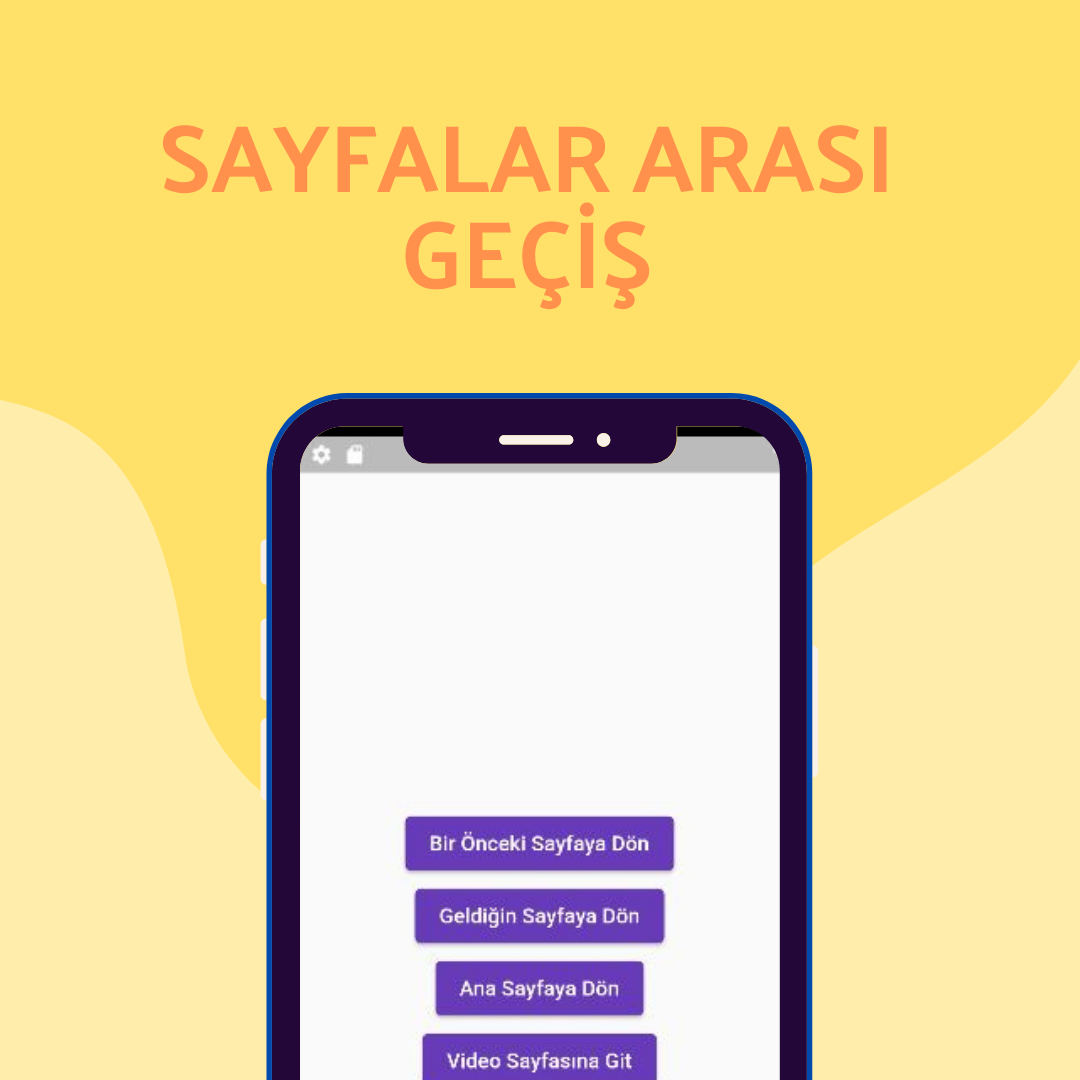 SAYFALAR ARASI
GEÇİŞ
Bir Önceki Sayfaya Dön
Geldiğin Sayfaya Dön
Ana Sayfaya Dön
Video Sayfasına Git